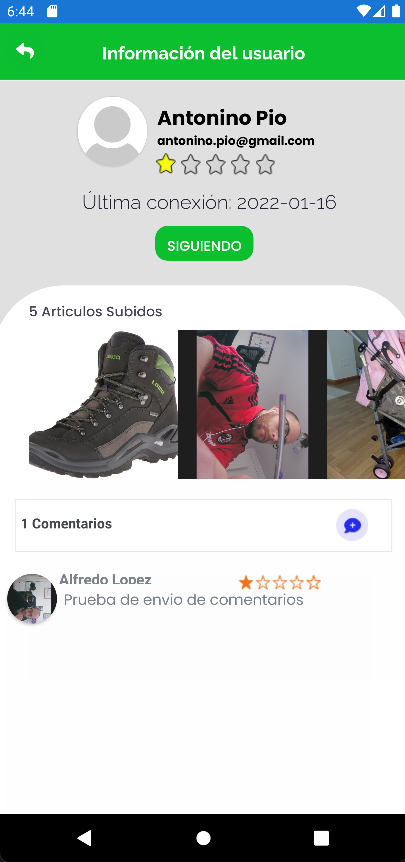 6:44
Información del usuario
Antonino Pio
antonino.pio@gmail.com
Última conexión: 2022-01-16
SIGUIENDO
5 Articulos Subidos
LOWA
1 Comentarios
Alfredo Lopez
Prueba de envio de comentarios